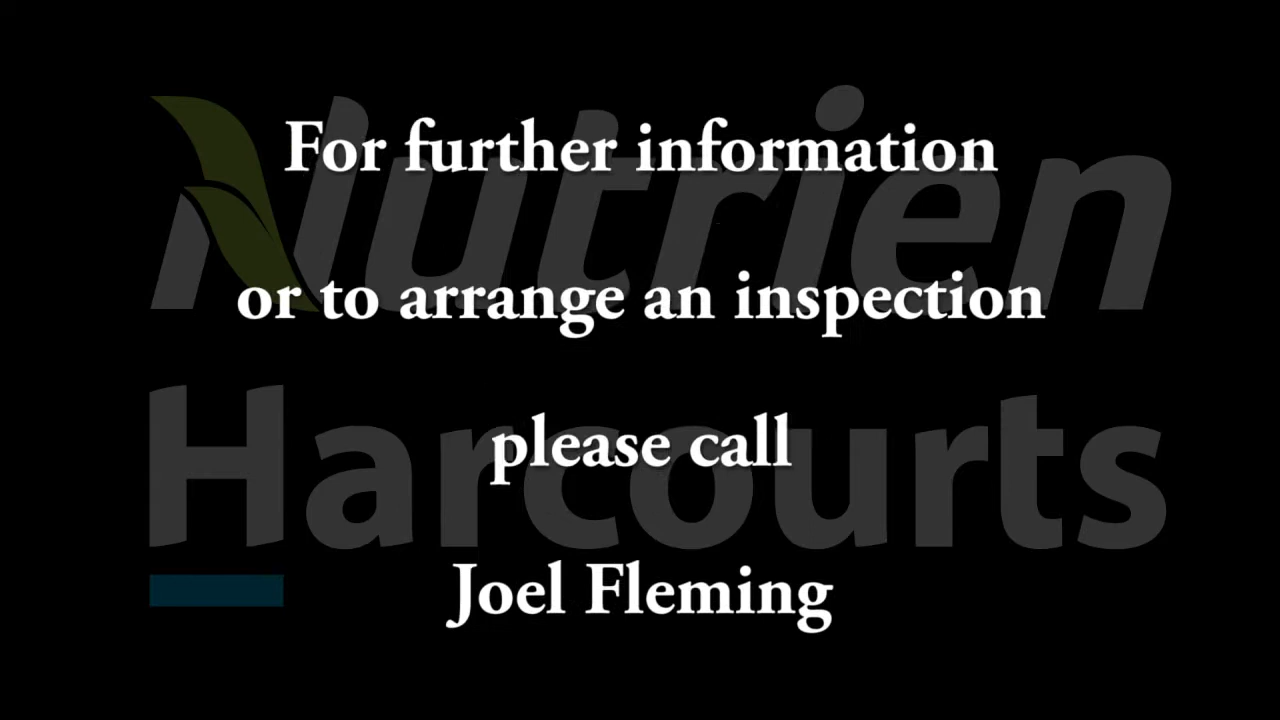 Nutrien
Harcourts
For further information
or to arrange an inspection
please call
Joel Fleming